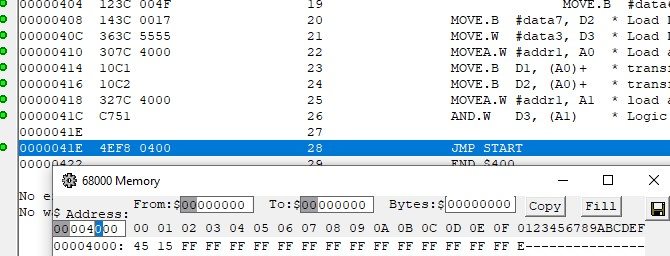 00000404 123C 004F 19 MOVE.B #data
00000408 143C 0017 20 MOVE.B #data7, D2 * Load I
0000040C 363C 5555 21 MOVE.W #data3, D3 * Load H
00000410 307C 4000 22 MOVEA.W #addr1, A0 * Load a
00000414 10C1 23 MOVE.B D1, (A0)+ * transi
00000416 10C2 24 MOVE.B D2, (A0)+ * trans
00000418 327C 4000 25 MOVEA.W #addr1, A1 * load a
0000041C C751 26 AND.W D3, (A1) * Logic
0000041E 27
0000041E 4EF8 0400 28 JMP START
00000422 29 END $400
No e
No w
68000 Memory
$ Address: From:$00000000 To:$00000000 Bytes:$00000000 Copy Fill
00004000 00 01 02 03 04 05 06 07 08 09 0A 0B 0C 0D 0E 0F 0123456789ABCDEF
00004000: 45 15 FF FF FF FF FF FF FF FF FF FF FF FF FF FF E---------------